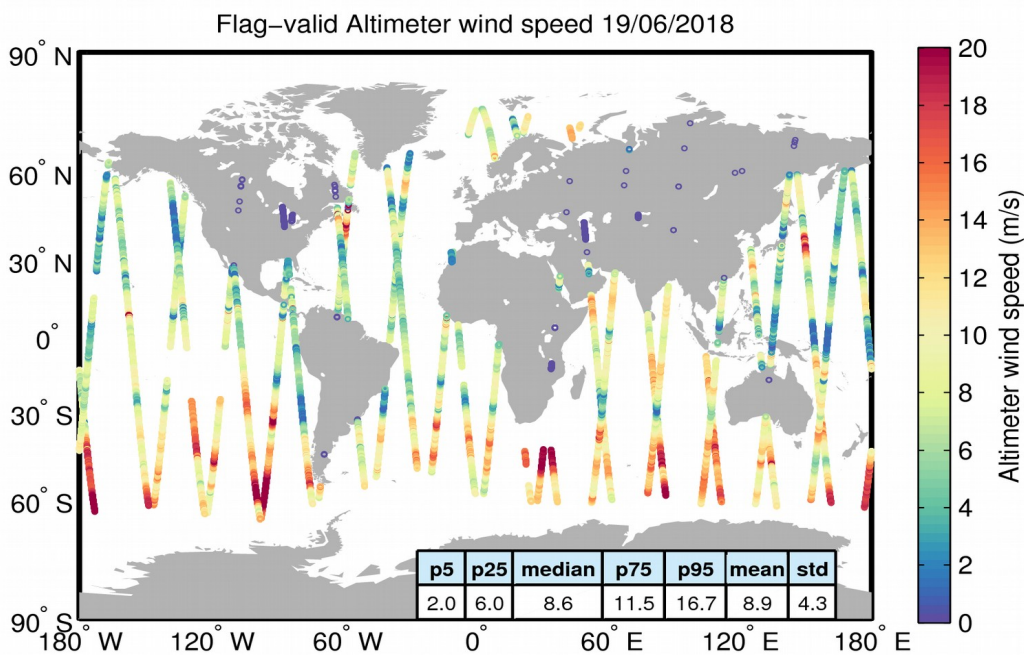 Flag−valid Altimeter wind speed 19/06/2018
90° N
60° N
30° N
0°
30° S
60° S
90° S
180° W 120° W 60° W 0° 60° E 120° E 180° E
p5 p25 median p75 p95 mean std
2.0 6.0 8.6 11.5 16.7 8.9 4.3
20
18
16
14
12
10
8
6
4
2
0
Altimeter wind speed (m/s)